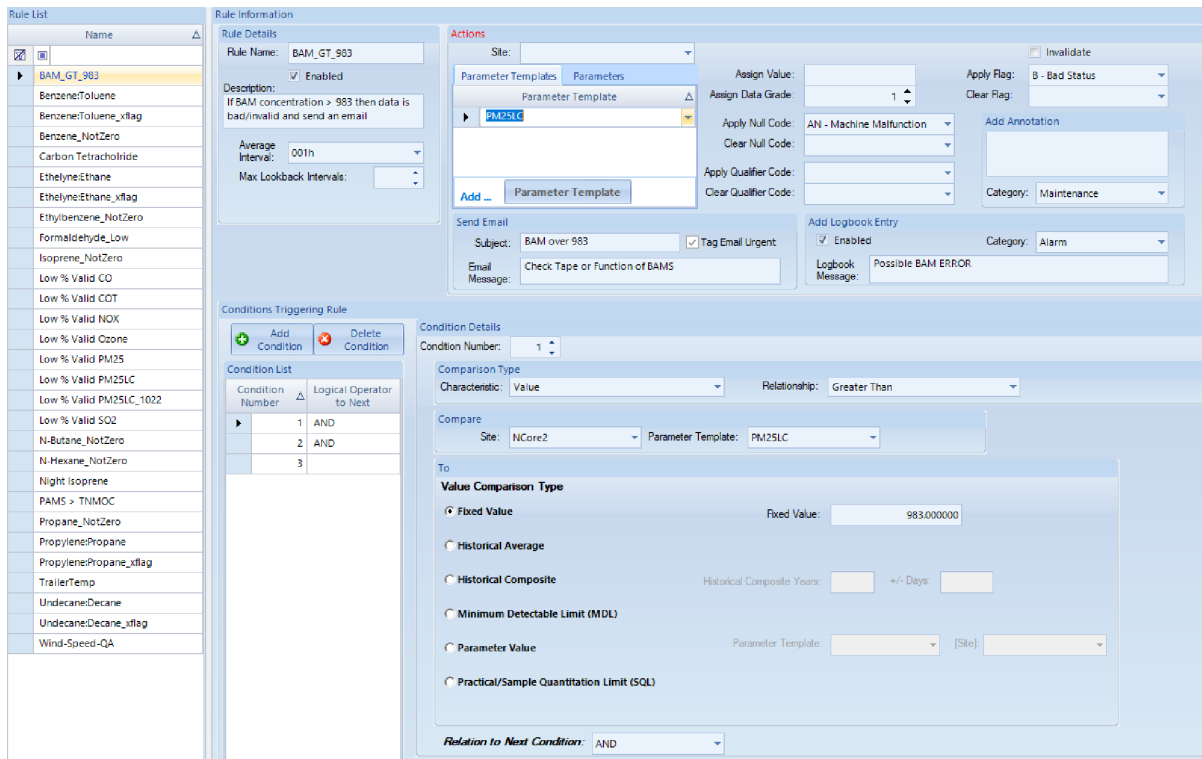 Rule List
Name
BAM_GT_983
Benzene:Toluene
Benzene:Toluene_xflag
Benzene_NotZero
Carbon Tetracholride
Ethelyne:Ethane
Ethelyne:Ethane_xflag
Ethylbenzene_NotZero
Formaldehyde_Low
Isoprene_NotZero
Low % Valid CO
Low % Valid COT
Low % Valid NOX
Low % Valid Ozone
Low % Valid PM25
Low % Valid PM25LC
Low % Valid PM25LC_1022
Low % Valid SO2
N-Butane_NotZero
N-Hexane_NotZero
Night Isoprene
PAMS > TNMOC
Propane_NotZero
Propylene:Propane
Propylene:Propane_xflag
TrailerTemp
Undecane:Decane
Undecane:Decane_xflag
Wind-Speed-QA
Rule Information
Rule Details
Rule Name: BAM_GT_983
Enabled
Description:
If BAM concentration > 983 then data is
bad/invalid and send an email
Average
Interval: 001h
Max Lookback Intervals:
Actions
Site:
Parameter Templates Parameters
Parameter Template
PM25LC
Add ... Parameter Template
Assign Value:
Assign Data Grade: 1
Apply Null Code: AN - Machine Malfunction
Clear Null Code:
Apply Qualifier Code:
Clear Qualifier Code:
Invalidate
Apply Flag: B - Bad Status
Clear Flag:
Add Annotation
Category: Maintenance
Send Email
Subject: BAM over 983 Tag Email Urgent
Email
Message: Check Tape or Function of BAMS
Add Logbook Entry
Enabled Category: Alarm
Logbook
Message: Possible BAM ERROR
Conditions Triggering Rule
Add
Condition
Delete
Condition
Condition List
Condition
Number
Logical Operator
to Next
1 AND
2 AND
3
Condition Details
Condition Number: 1
Comparison Type
Characteristic: Value Relationship: Greater Than
Compare
Site: NCore2 Parameter Template: PM25LC
To
Value Comparison Type
Fixed Value Fixed Value: 983.000000
Historical Average
Historical Composite Historical Composite Years: +/- Days:
Minimum Detectable Limit (MDL)
Parameter Value Parameter Template: [Site]
Practical/Sample Quantitation Limit (SQL)
Relation to Next Condition: AND